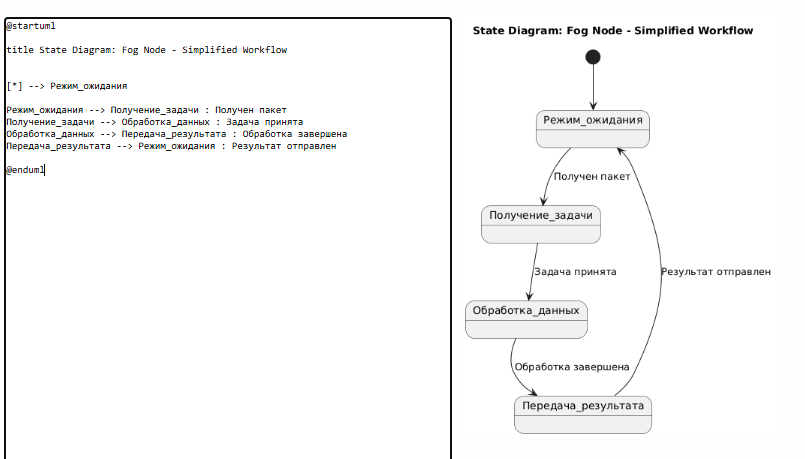 @startuml
title State Diagram: Fog Node - Simplified Workflow
[*] --> Режим_ожидания
Режим_ожидания --> Получение_задачи : Получен пакет
Получение_задачи --> Обработка_данных : Задача принята
Обработка_данных --> Передача_результата : Обработка завершена
Передача_результата --> Режим_ожидания : Результат отправлен
@enduml
State Diagram: Fog Node - Simplified Workflow
Режим_ожидания
Получен пакет
Получение_задачи
Задача принята
Результат отправлен
Обработка_данных
Обработка завершена
Передача_результата